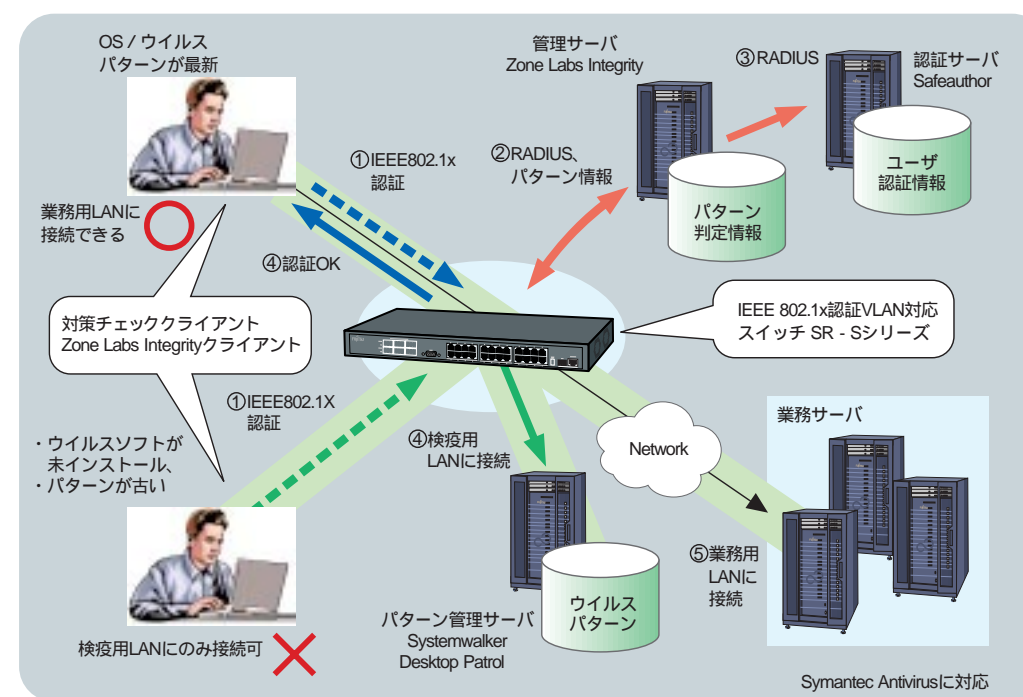 OS / ウイルス
パターンが最新
管理サーバ
Zone Labs Integrity
③RADIUS
認証サーバ
Safeauthor
①IEEE802.1x
認証
②RADIUS、
パターン情報
ユーザ
認証情報
パターン
判定情報
業務用LANに
接続できる
④認証OK
対策チェッククライアント
Zone Labs Integrityクライアント
IEEE 802.1x認証VLAN対応
スイッチ SR - Sシリーズ
①IEEE802.1X
認証
・ウイルスソフトが
未インストール、
・パターンが古い
④検疫用
LANに接続
Network
業務サーバ
⑤業務用
LANに
接続
ウイルス
パターン
パターン管理サーバ
Systemwalker
Desktop Patrol
検疫用LANにのみ接続可
Symantec Antivirusに対応